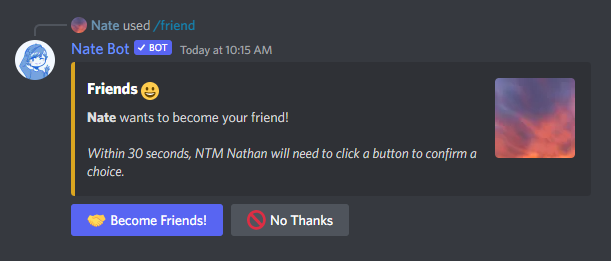 Nate used /friend
Nate Bot BOT Today at 10:15 AM
Friends 😀
Nate wants to become your friend!
Within 30 seconds, NTM Nathan will need to click a button to confirm a
choice.
🤝 Become Friends! 🚫 No Thanks